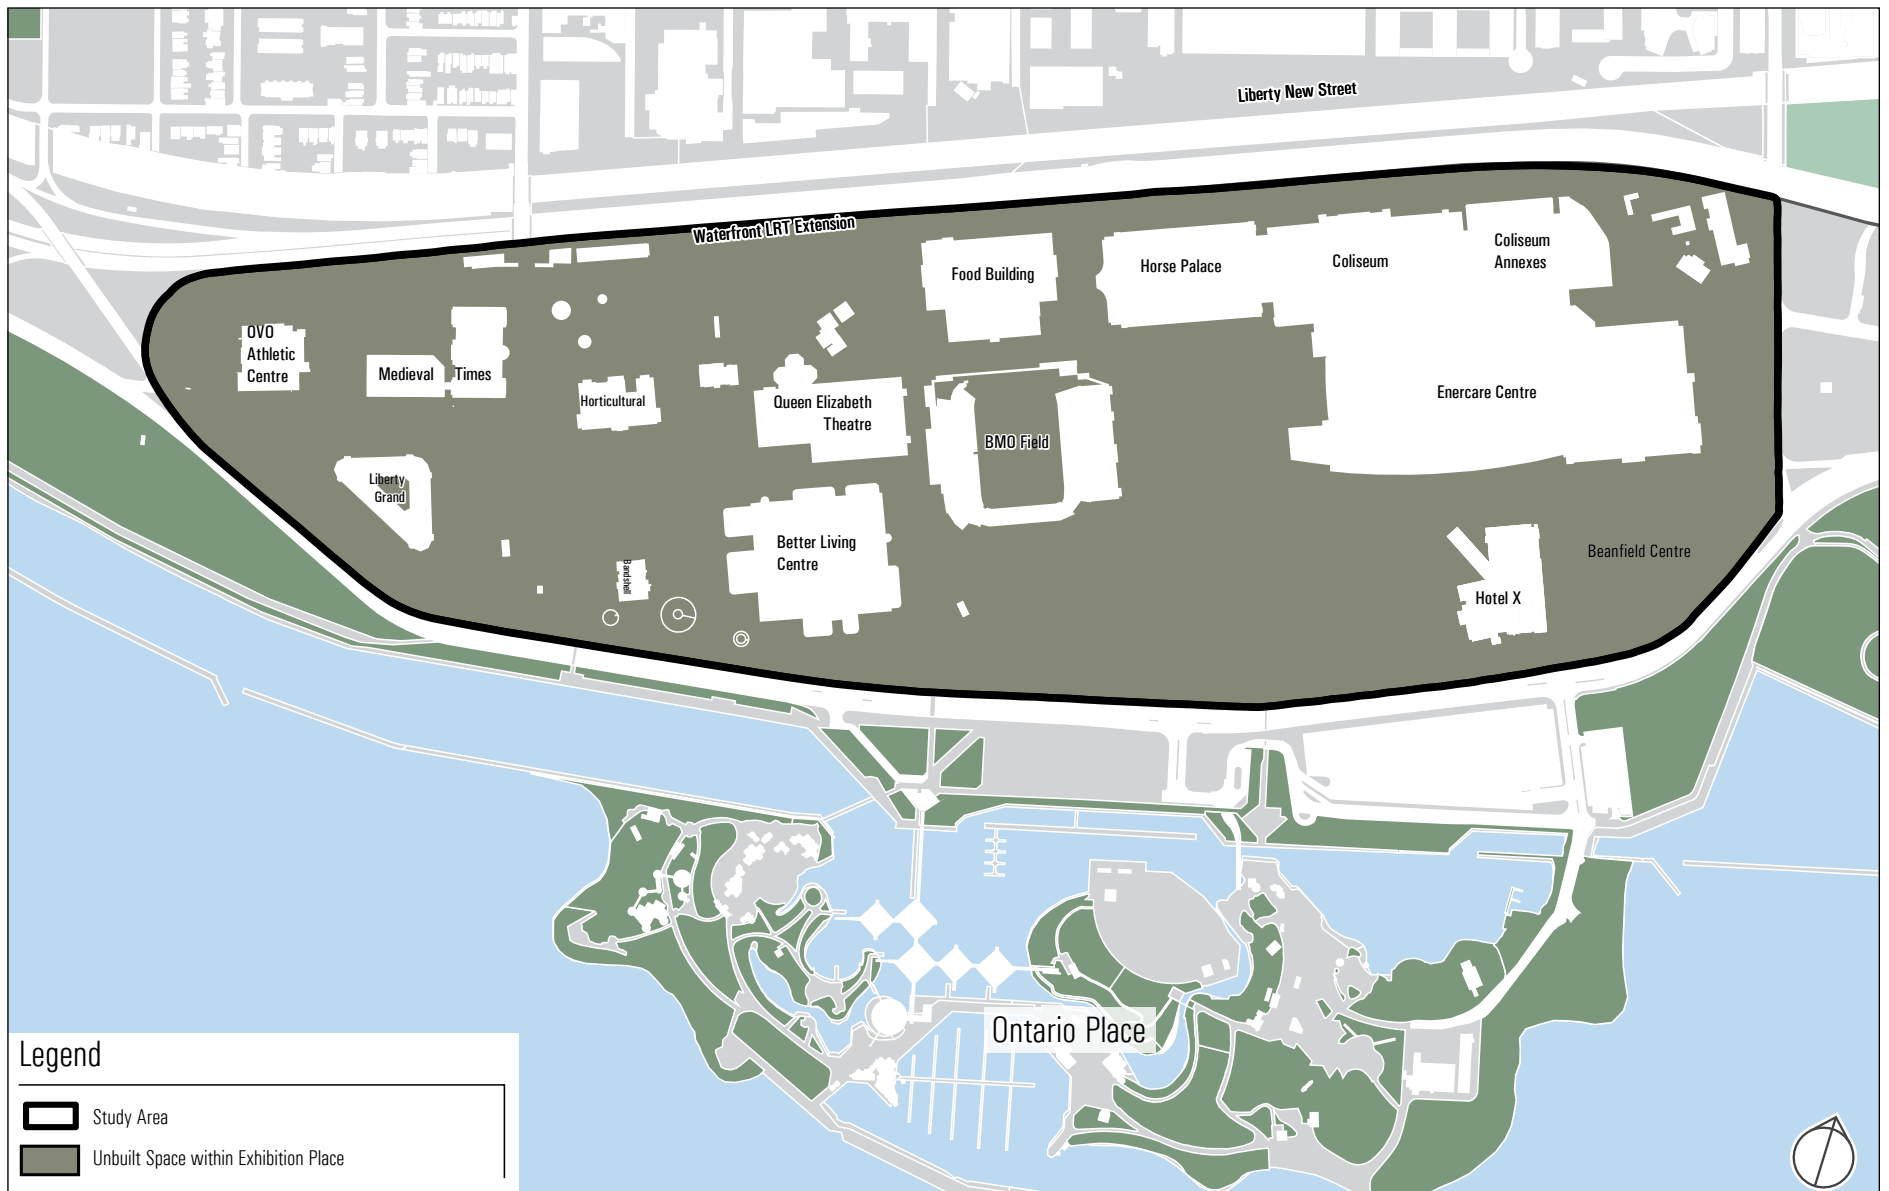 Liberty New Street
Waterfront LRT Extension
Food Building
Horse Palace
Coliseum
Coliseum
Annexes
OVO
Athletic
Centre
Medieval Times
Horticultural
Queen Elizabeth
Theatre
BMO Field
Enercare Centre
Liberty
Grand
Bandshell
Better Living
Centre
Beanfield Centre
Hotel X
Ontario Place
Legend
Study Area
Unbuilt Space within Exhibition Place